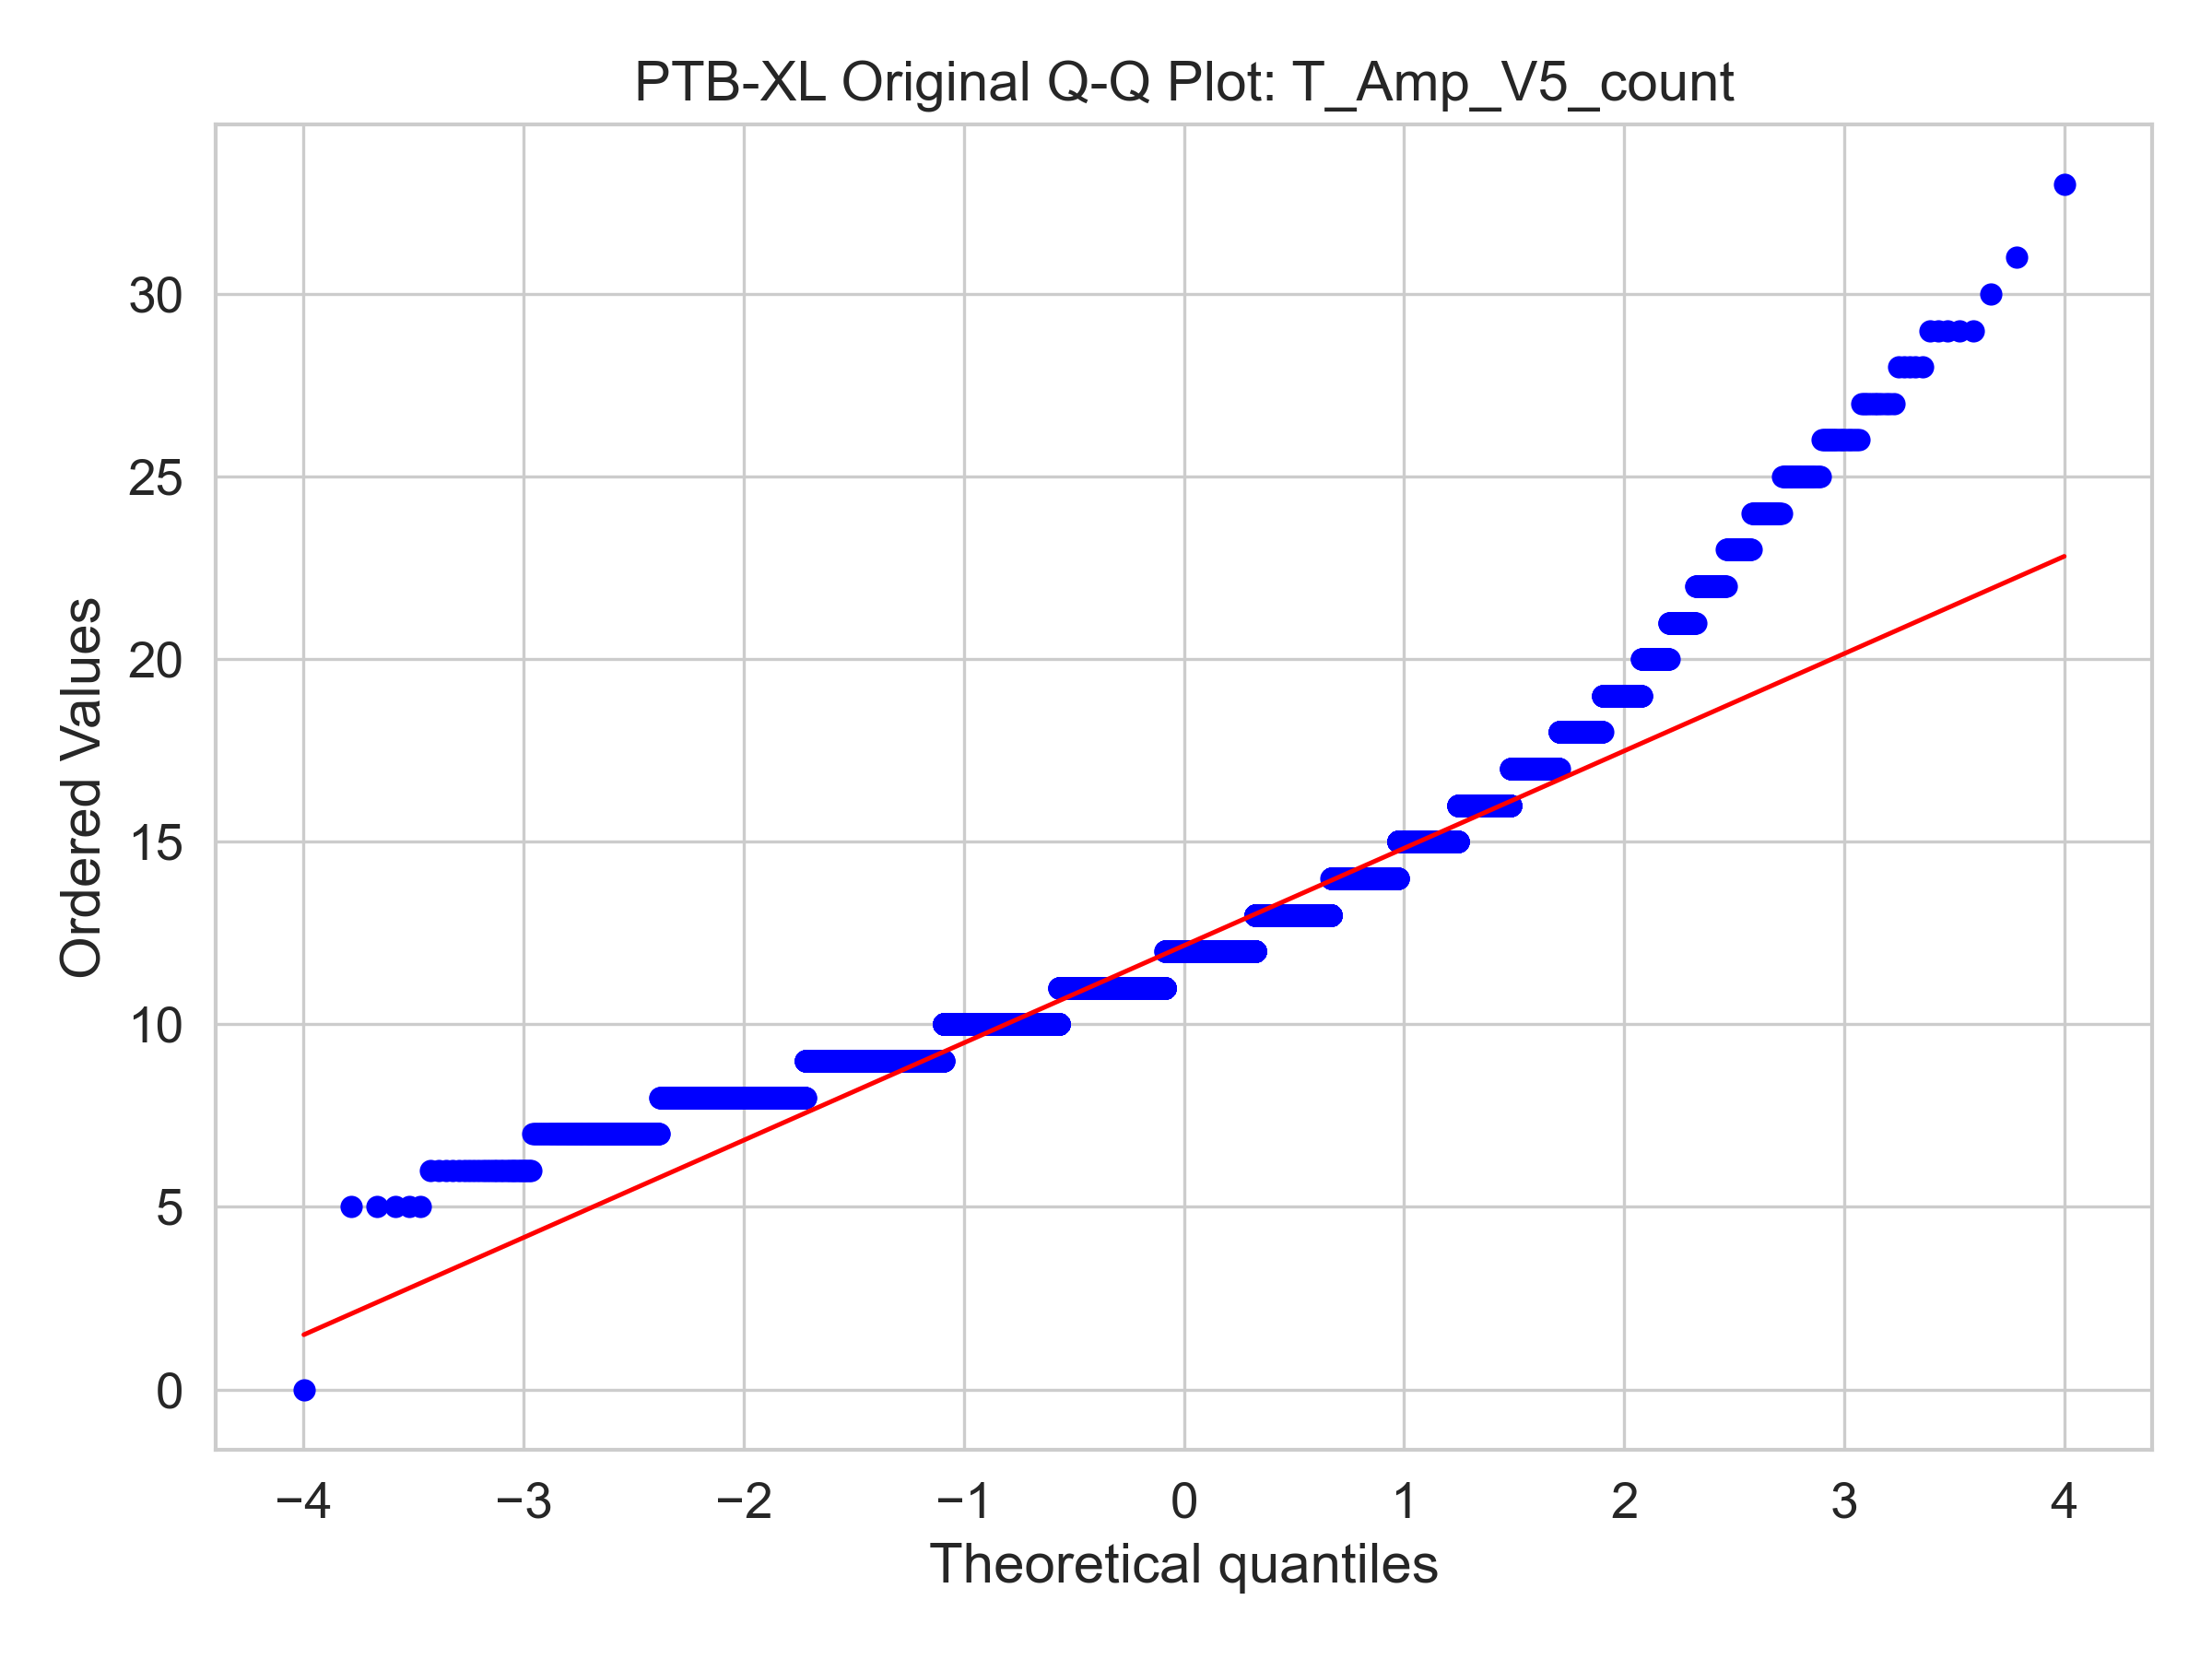 PTB-XL Original Q-Q Plot: T_Amp_V5_count
30
25
20
15
10
5
0
Ordered Values
−4 −3 −2 −1 0 1 2 3 4
Theoretical quantiles